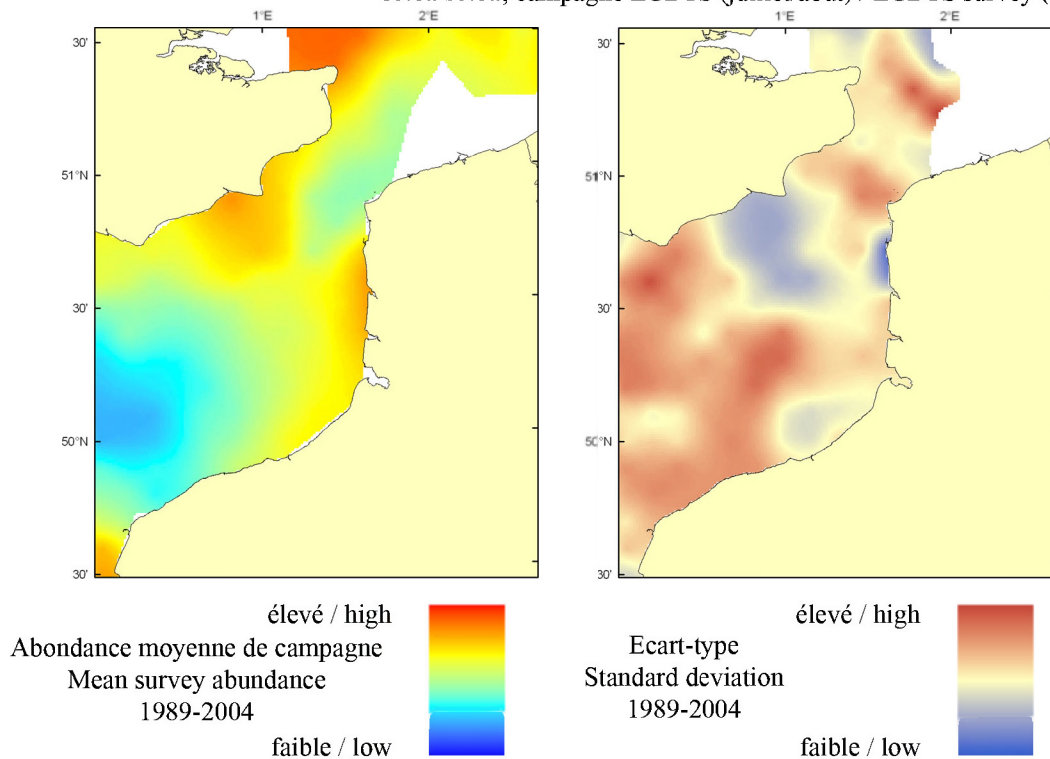 1°E
2°E
1°E
2°E
30'
30'
51°N
51°N
30'
30'
50°N
50°N
30'
30'
élevé / high
Abondance moyenne de campagne
Mean survey abundance
1989-2004
faible / low
élevé / high
Ecart-type
Standard deviation
1989-2004
faible / low